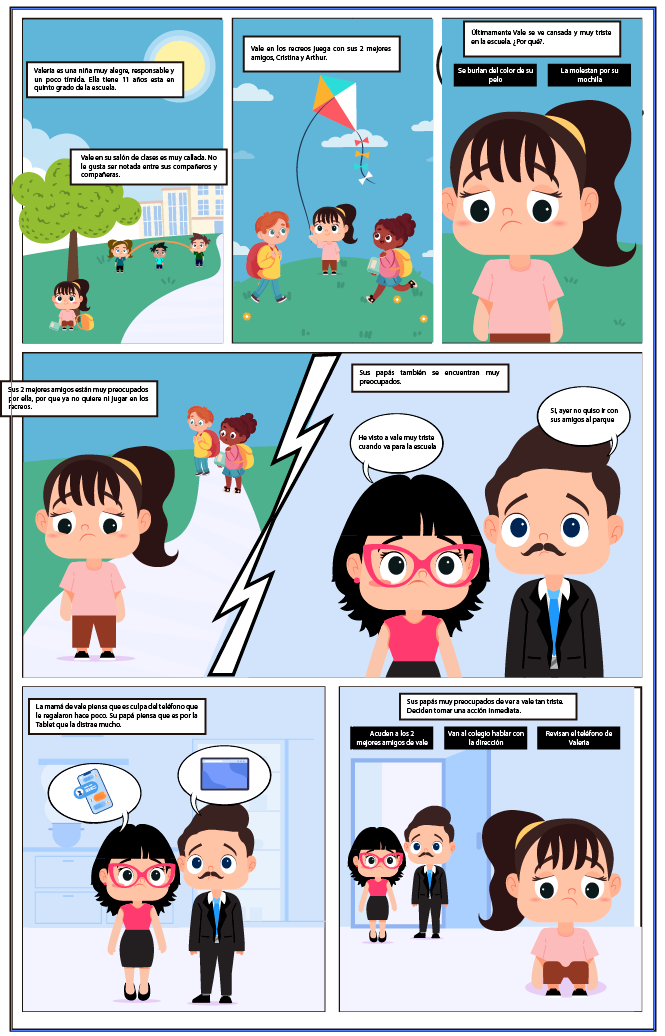 Valeria es una niña muy alegre, responsable y
un poco tímida. Ella tiene 11 años esta en
quinto grado de la escuela.
Vale en su salón de clases es muy callada. No
le gusta ser notada entre sus compañeros y
compañeras.
Vale en los recreos juega con sus 2 mejores
amigos, Cristina y Arthur.
Últimamente Vale se ve cansada y muy triste
en la escuela. ¿Por qué?.
Se burlan del color de su
pelo
La molestan por su
mochila
Sus 2 mejores amigos están muy preocupados
por ella, por que ya no quiere ni jugar en los
recreos.
Sus papás también se encuentran muy
preocupados.
He visto a vale muy triste
cuando va para la escuela
Si, ayer no quiso ir con
sus amigos al parque
La mamá de vale piensa que es culpa del teléfono que
le regalaron hace poco. Su papá piensa que es por la
Tablet que la distrae mucho.
Sus papás muy preocupados de ver a vale tan triste.
Deciden tomar una acción inmediata.
Acuden a los 2
mejores amigos de vale
Van al colegio hablar con
la dirección
Revisan el teléfono de
Valeria